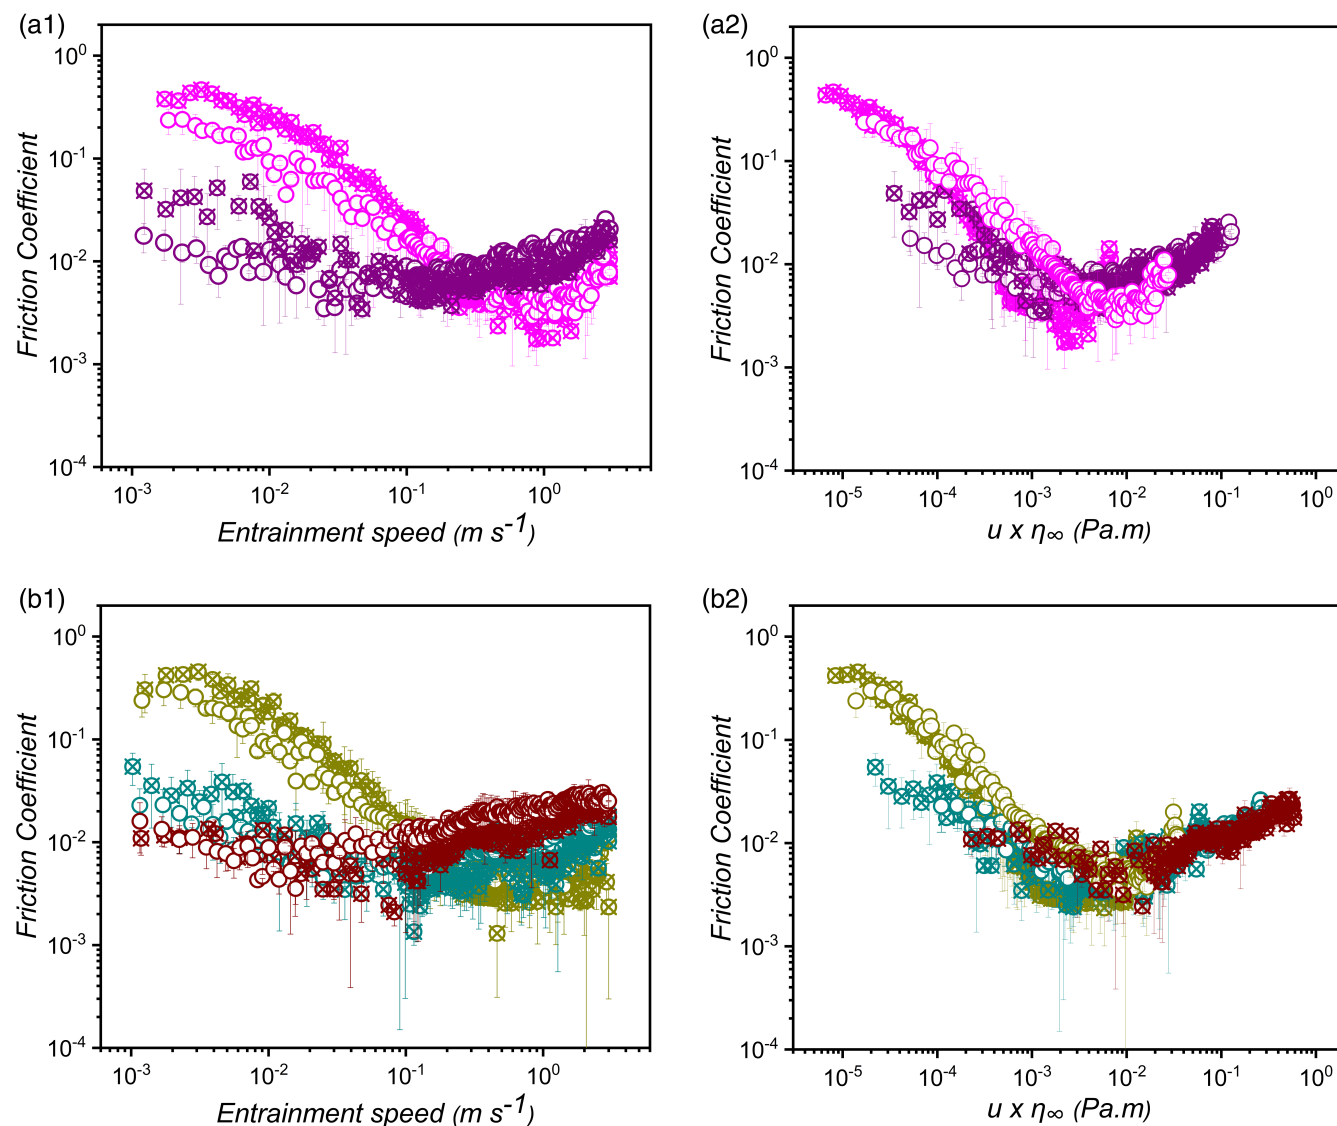 (a1)
10⁰
10⁻¹
10⁻²
10⁻³
10⁻⁴
Friction Coefficient
10⁻³ 10⁻² 10⁻¹ 10⁰
Entrainment speed (m s⁻¹)
(a2)
10⁰
10⁻¹
10⁻²
10⁻³
10⁻⁴
Friction Coefficient
10⁻⁵ 10⁻⁴ 10⁻³ 10⁻² 10⁻¹ 10⁰
u x η∞ (Pa.m)
(b1)
10⁰
10⁻¹
10⁻²
10⁻³
10⁻⁴
Friction Coefficient
10⁻³ 10⁻² 10⁻¹ 10⁰
Entrainment speed (m s⁻¹)
(b2)
10⁰
10⁻¹
10⁻²
10⁻³
10⁻⁴
Friction Coefficient
10⁻⁵ 10⁻⁴ 10⁻³ 10⁻² 10⁻¹ 10⁰
u x η∞ (Pa.m)